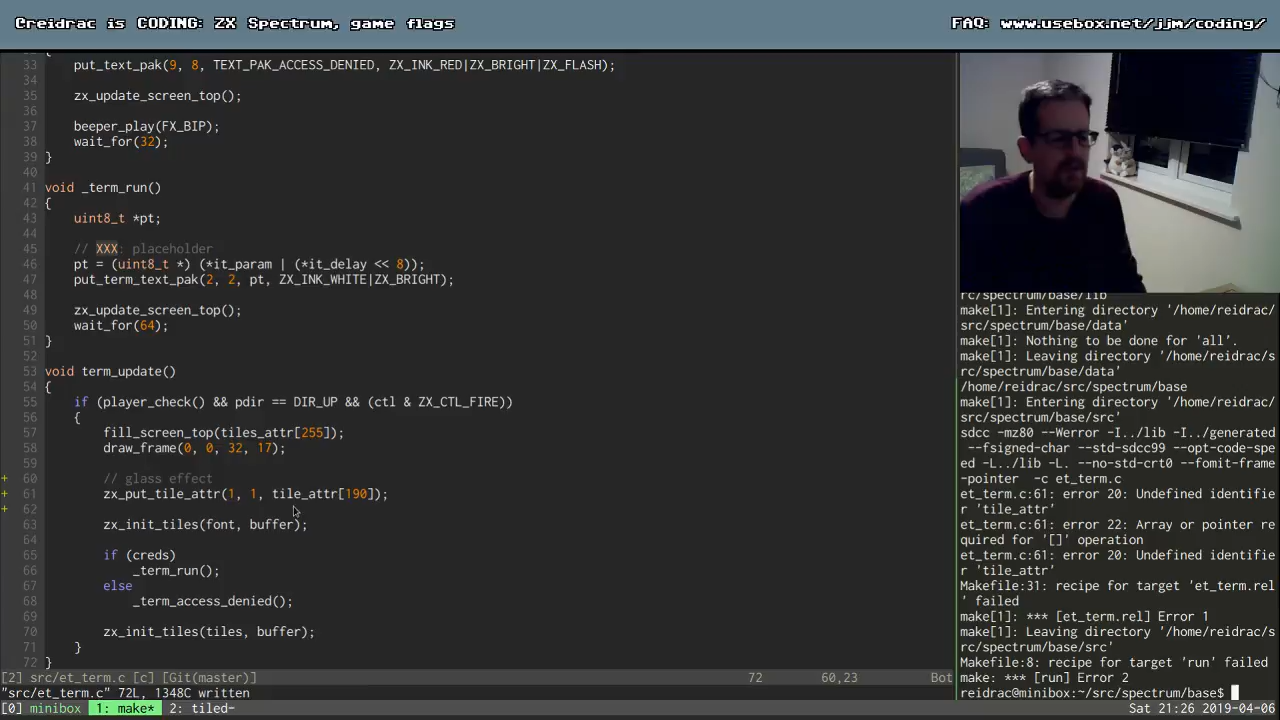 Creidrac is CODING: ZX Spectrum, game flags
FAQ: www.usebox.net/jjm/coding/
33 put_text_pak(9, 8, TEXT_PAK_ACCESS_DENIED, ZX_INK_RED|ZX_BRIGHT|ZX_FLASH);
34
35 zx_update_screen_top();
36
37 beeper_play(FX_BIP);
38 wait_for(32);
39 }
40
41 void _term_run()
42 {
43 uint8_t *pt;
44
45 // XXX: placeholder
46 pt = (uint8_t *) (*it_param | (*it_delay << 8));
47 put_term_text_pak(2, 2, pt, ZX_INK_WHITE|ZX_BRIGHT);
48
49 zx_update_screen_top();
50 wait_for(64);
51 }
52
53 void term_update()
54 {
55 if (player_check() && pdir == DIR_UP && (ctl & ZX_CTL_FIRE))
56 {
57 fill_screen_top(tiles_attr[255]);
58 draw_frame(0, 0, 32, 17);
59
+ 60 // glass effect
+ 61 zx_put_tile_attr(1, 1, tile_attr[190]);
+ 62
63 zx_init_tiles(font, buffer);
64
65 if (creds)
66 _term_run();
67 else
68 _term_access_denied();
69
70 zx_init_tiles(tiles, buffer);
71 }
72 }
[2] src/et_term.c [c] [Git(master)] 72 60,23 Bot
"src/et_term.c" 72L, 1348C written
rc/spectrum/base/lib'
make[1]: Entering directory '/home/reidrac/
src/spectrum/base/data'
make[1]: Nothing to be done for 'all'.
make[1]: Leaving directory '/home/reidrac/s
rc/spectrum/base/data'
/home/reidrac/src/spectrum/base
make[1]: Entering directory '/home/reidrac/
src/spectrum/base/src'
sdcc -mz80 --Werror -I../lib -I../generated
 --fsigned-char --std-sdcc99 --opt-code-spe
ed -L../lib -L. --no-std-crt0 --fomit-frame
-pointer -c et_term.c
et_term.c:61: error 20: Undefined identifie
r 'tile_attr'
et_term.c:61: error 22: Array or pointer re
quired for '[]' operation
et_term.c:61: error 20: Undefined identifie
r 'tile_attr'
Makefile:31: recipe for target 'et_term.rel
' failed
make[1]: *** [et_term.rel] Error 1
make[1]: Leaving directory '/home/reidrac/s
rc/spectrum/base/src'
Makefile:8: recipe for target 'run' failed
make: *** [run] Error 2
reidrac@minibox:~/src/spectrum/base$
[0] minibox 1: make* 2: tiled- Sat 21:26 2019-04-06